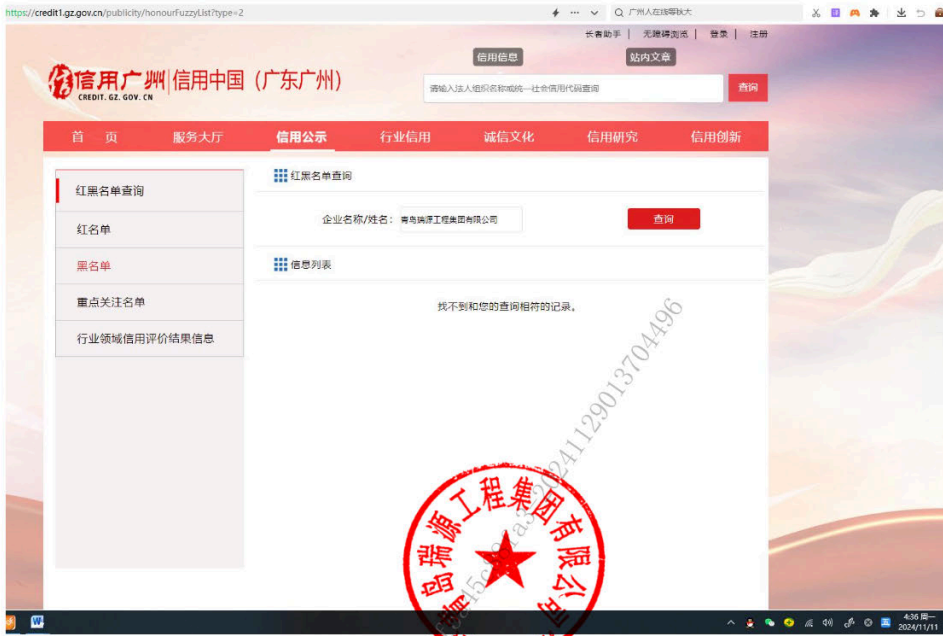 https://credit1.gz.gov.cn/publicity/honourFuzzyList?type=2
广州人在线等秋大
长者助手 | 无障碍浏览 | 登录 | 注册
信用信息
站内文章
信用广州 信用中国（广东广州）
CREDIT. GZ. GOV. CN
请输入法人组织名称或统一社会信用代码查询
查询
首 页
服务大厅
信用公示
行业信用
诚信文化
信用研究
信用创新
红黑名单查询
红名单
黑名单
重点关注名单
行业领域信用评价结果信息
红黑名单查询
企业名称/姓名：
青岛瑞源工程集团有限公司
查询
信息列表
找不到和您的查询相符的记录。
青岛瑞源工程集团有限公司
4:36 周一
2024/11/11